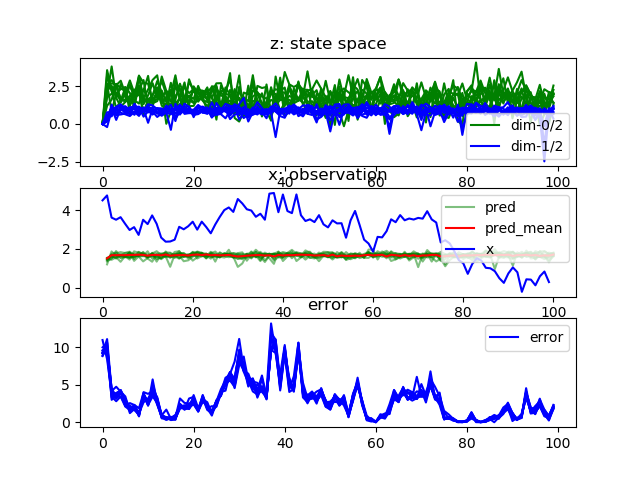 z: state space
2.5
0.0
−2.5
dim-0/2
dim-1/2
0 20 40 60 80 100
x: observation
4
2
0
pred
pred_mean
x
0 20 40 60 80 100
error
10
5
0
error
0 20 40 60 80 100